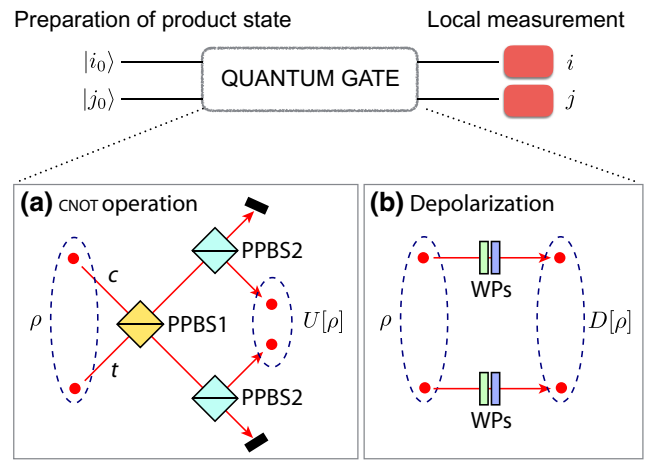 Preparation of product state Local measurement
|i₀⟩ i
QUANTUM GATE
|j₀⟩ j
(a) CNOT operation
PPBS2
c
ρ PPBS1 U[ρ]
t
PPBS2
(b) Depolarization
WPs
ρ D[ρ]
WPs